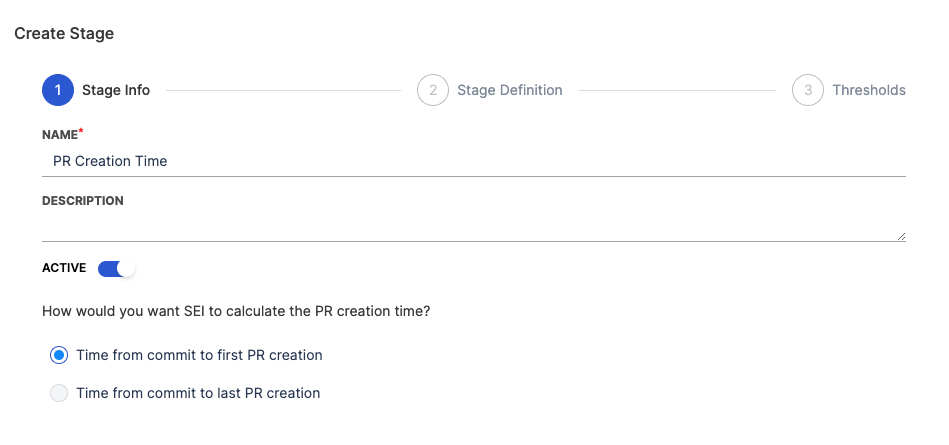 Create Stage
1 Stage Info 2 Stage Definition 3 Thresholds
NAME*
PR Creation Time
DESCRIPTION
ACTIVE
How would you want SEI to calculate the PR creation time?
Time from commit to first PR creation
Time from commit to last PR creation